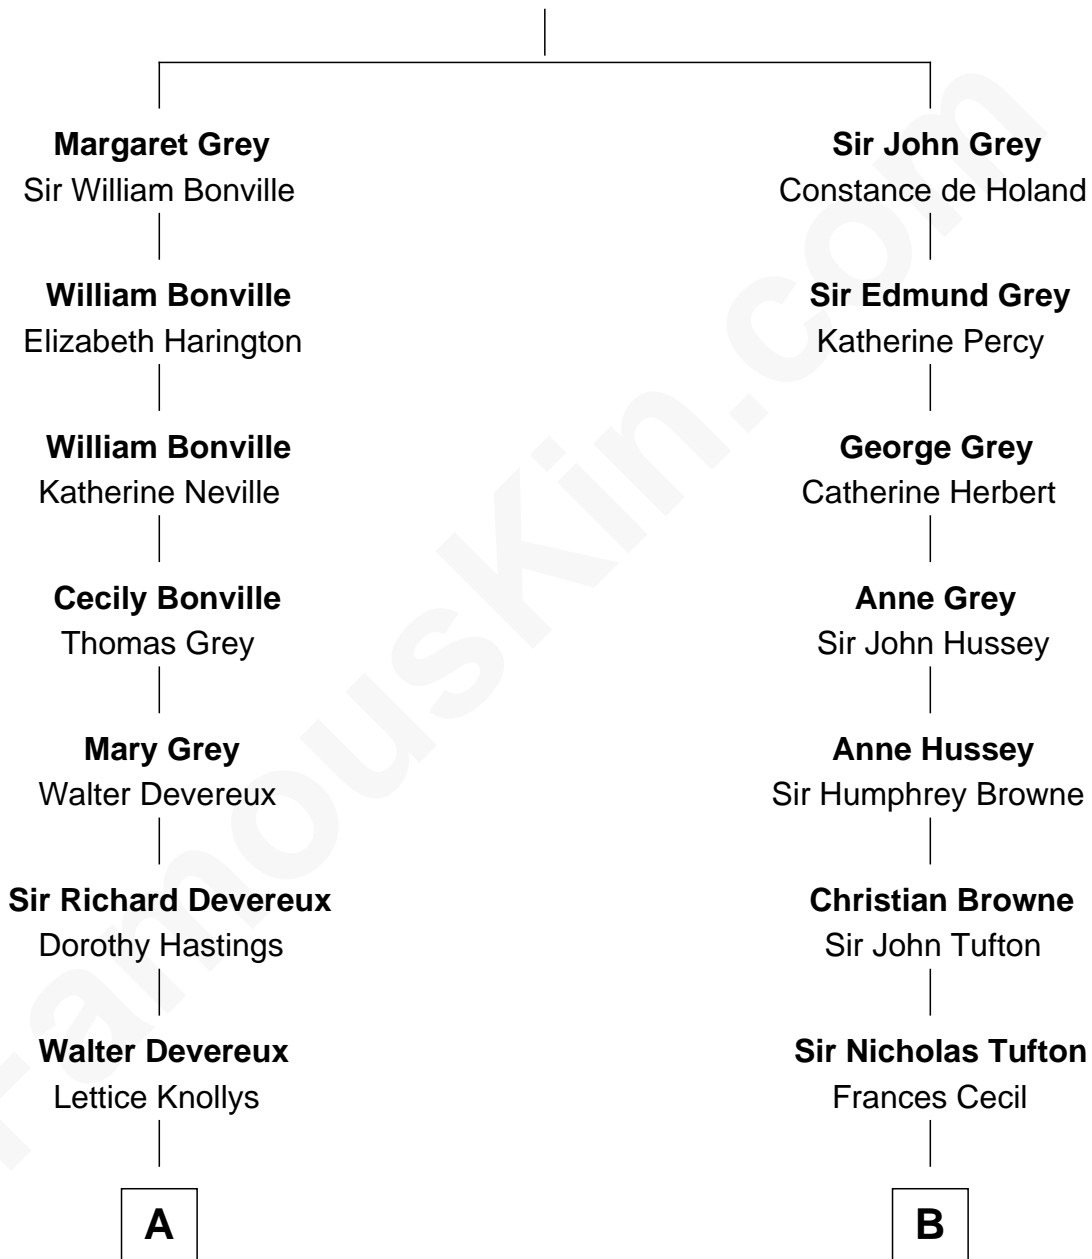 Margaret Grey
Sir William Bonville
William Bonville
Elizabeth Harington
William Bonville
Katherine Neville
Cecily Bonville
Thomas Grey
Mary Grey
Walter Devereux
Sir Richard Devereux
Dorothy Hastings
Walter Devereux
Lettice Knollys
A
Sir John Grey
Constance de Holand
Sir Edmund Grey
Katherine Percy
George Grey
Catherine Herbert
Anne Grey
Sir John Hussey
Anne Hussey
Sir Humphrey Browne
Christian Browne
Sir John Tufton
Sir Nicholas Tufton
Frances Cecil
B
FamousKin.com